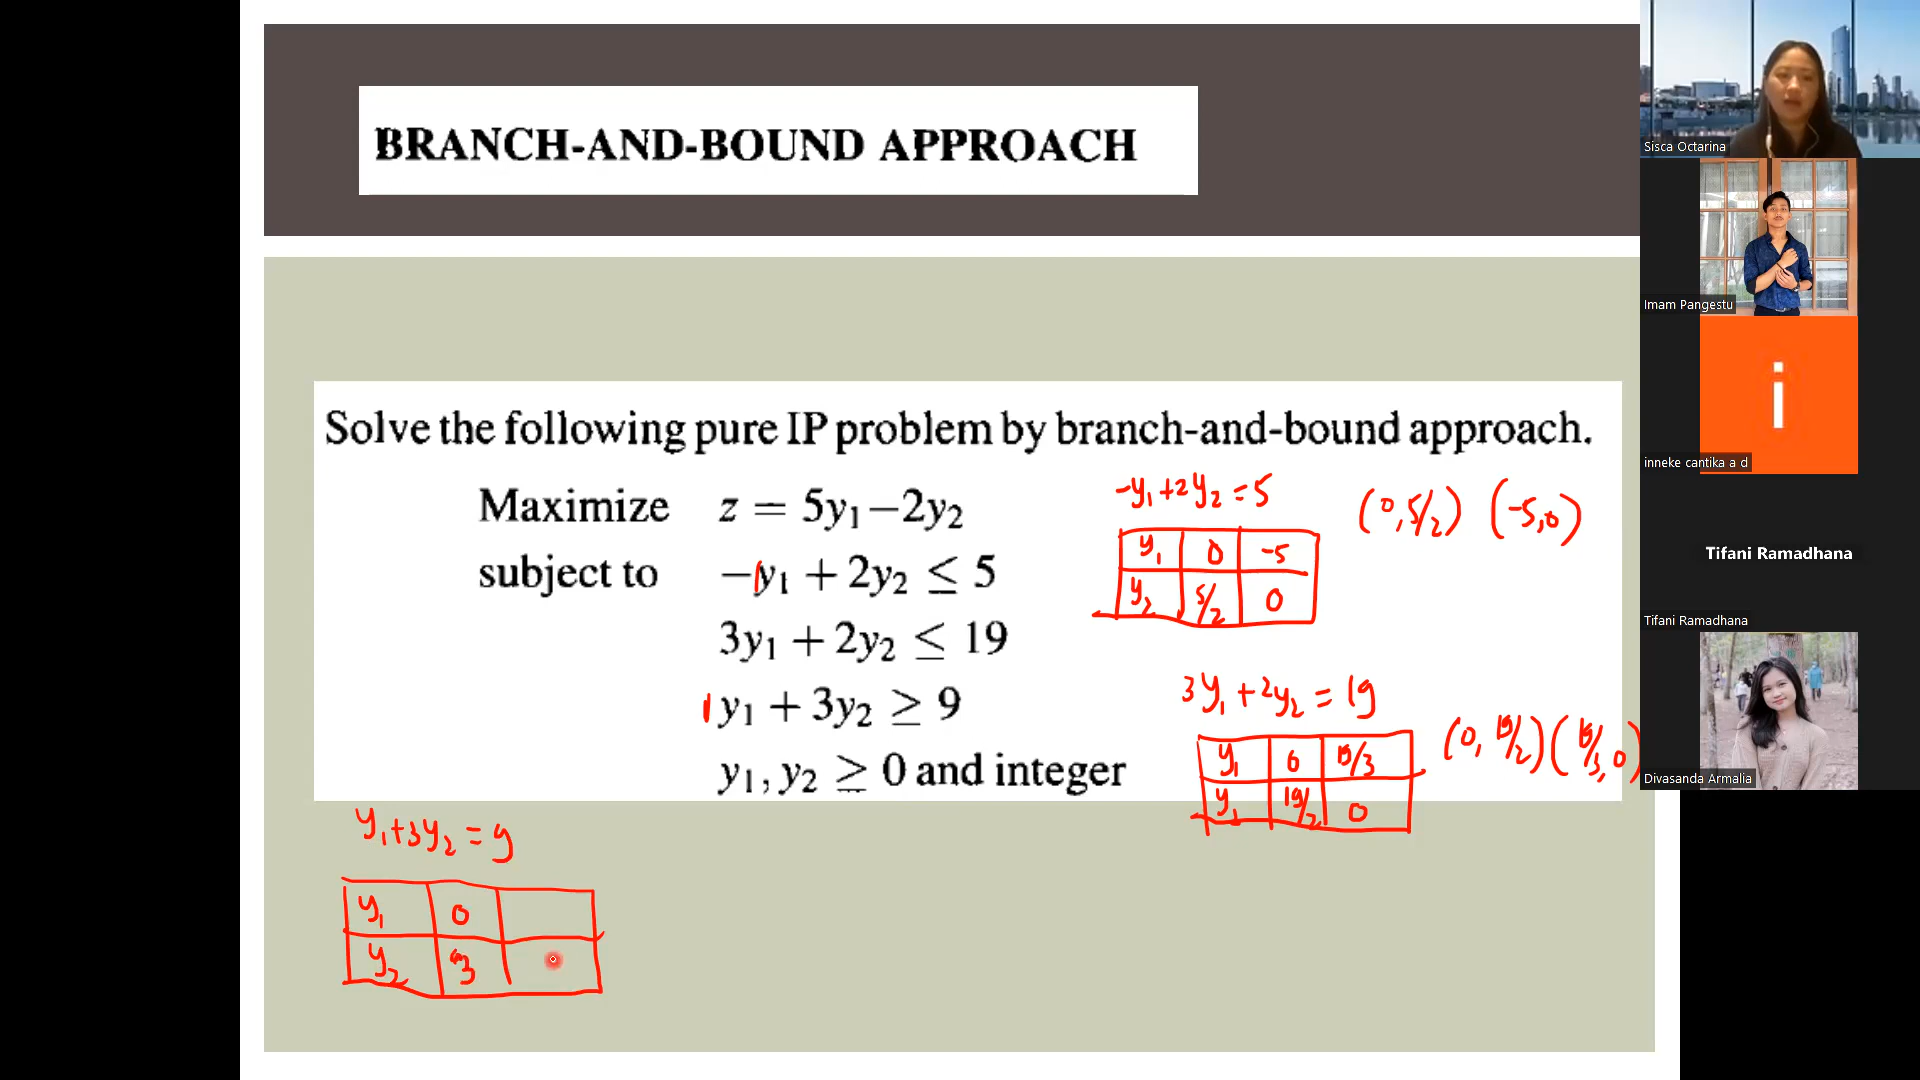 BRANCH-AND-BOUND APPROACH
Solve the following pure IP problem by branch-and-bound approach.
Maximize z = 5y₁−2y₂
subject to −1y₁ + 2y₂ ≤ 5
3y₁ + 2y₂ ≤ 19
1y₁ + 3y₂ ≥ 9
y₁, y₂ ≥ 0 and integer
-y₁+2y₂ = 5
(0,5/2) (-5,0)
y₁ 0 -5
y₂ 5/2 0
3y₁+2y₂ = 19
y₁ 0 19/3
y₂ 19/2 0
(0, 19/2) (19/3, 0)
y₁+3y₂ = 9
y₁ 0
y₂ 3
Sisca Octarina
Imam Pangestu
i
inneke cantika a d
Tifani Ramadhana
Tifani Ramadhana
Divasanda Armalia